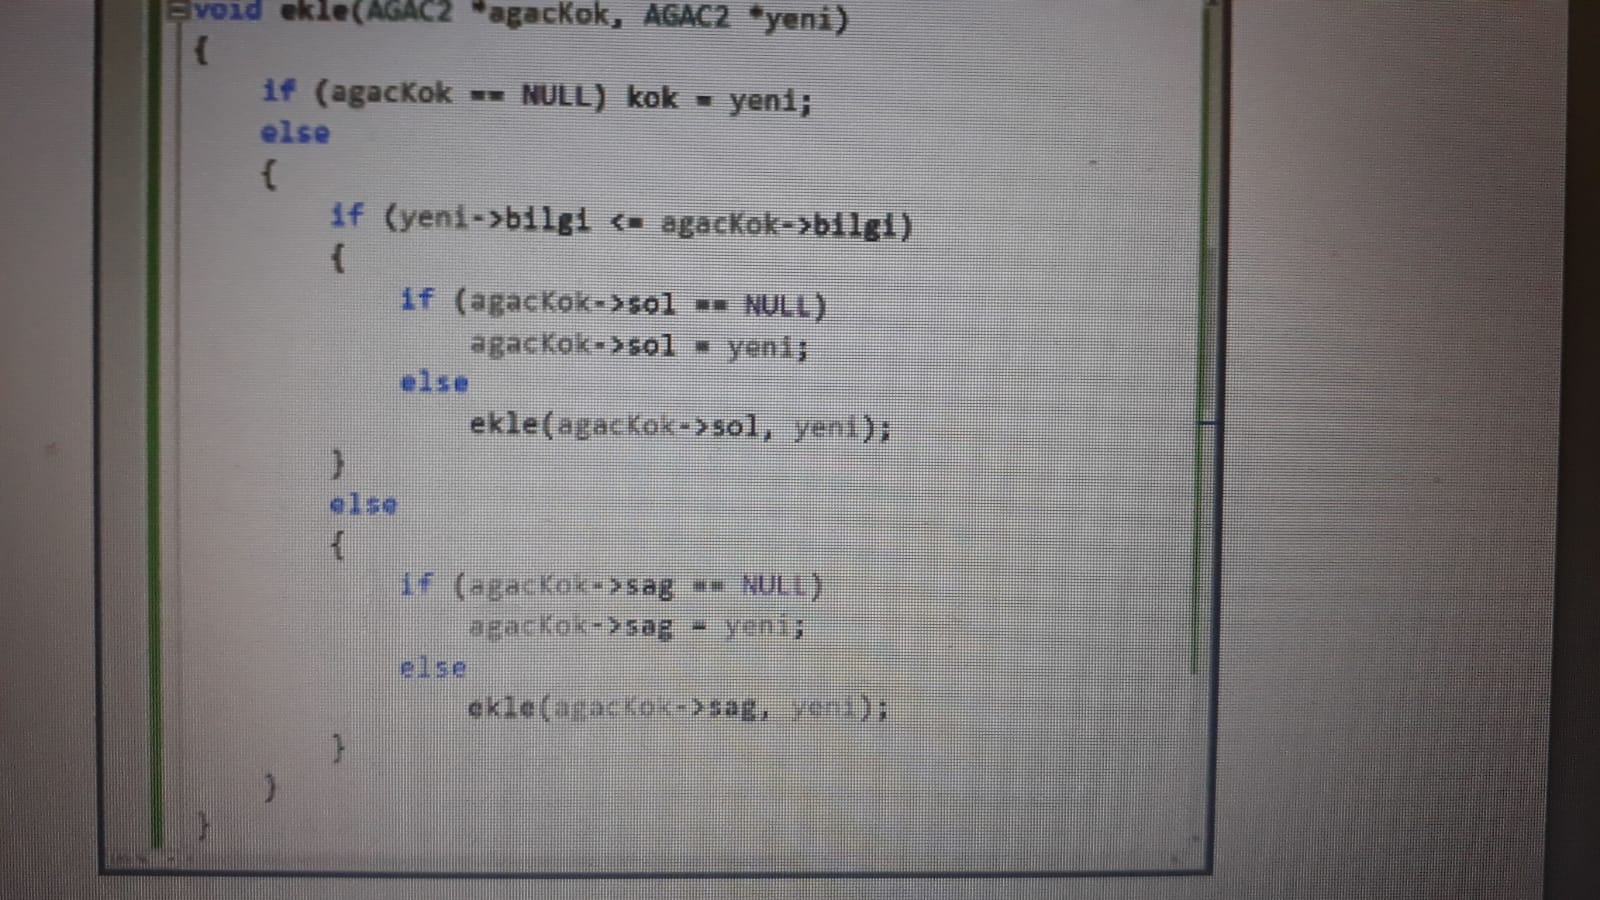 void ekle(AGAC2 *agacKok, AGAC2 *yeni)
{
if (agacKok == NULL) kok = yeni;
else
{
if (yeni->bilgi <= agacKok->bilgi)
{
if (agacKok->sol == NULL)
agacKok->sol = yeni;
else
ekle(agacKok->sol, yeni);
}
else
{
if (agacKok->sag == NULL)
agacKok->sag = yeni;
else
ekle(agacKok->sag, yeni);
}
}
}